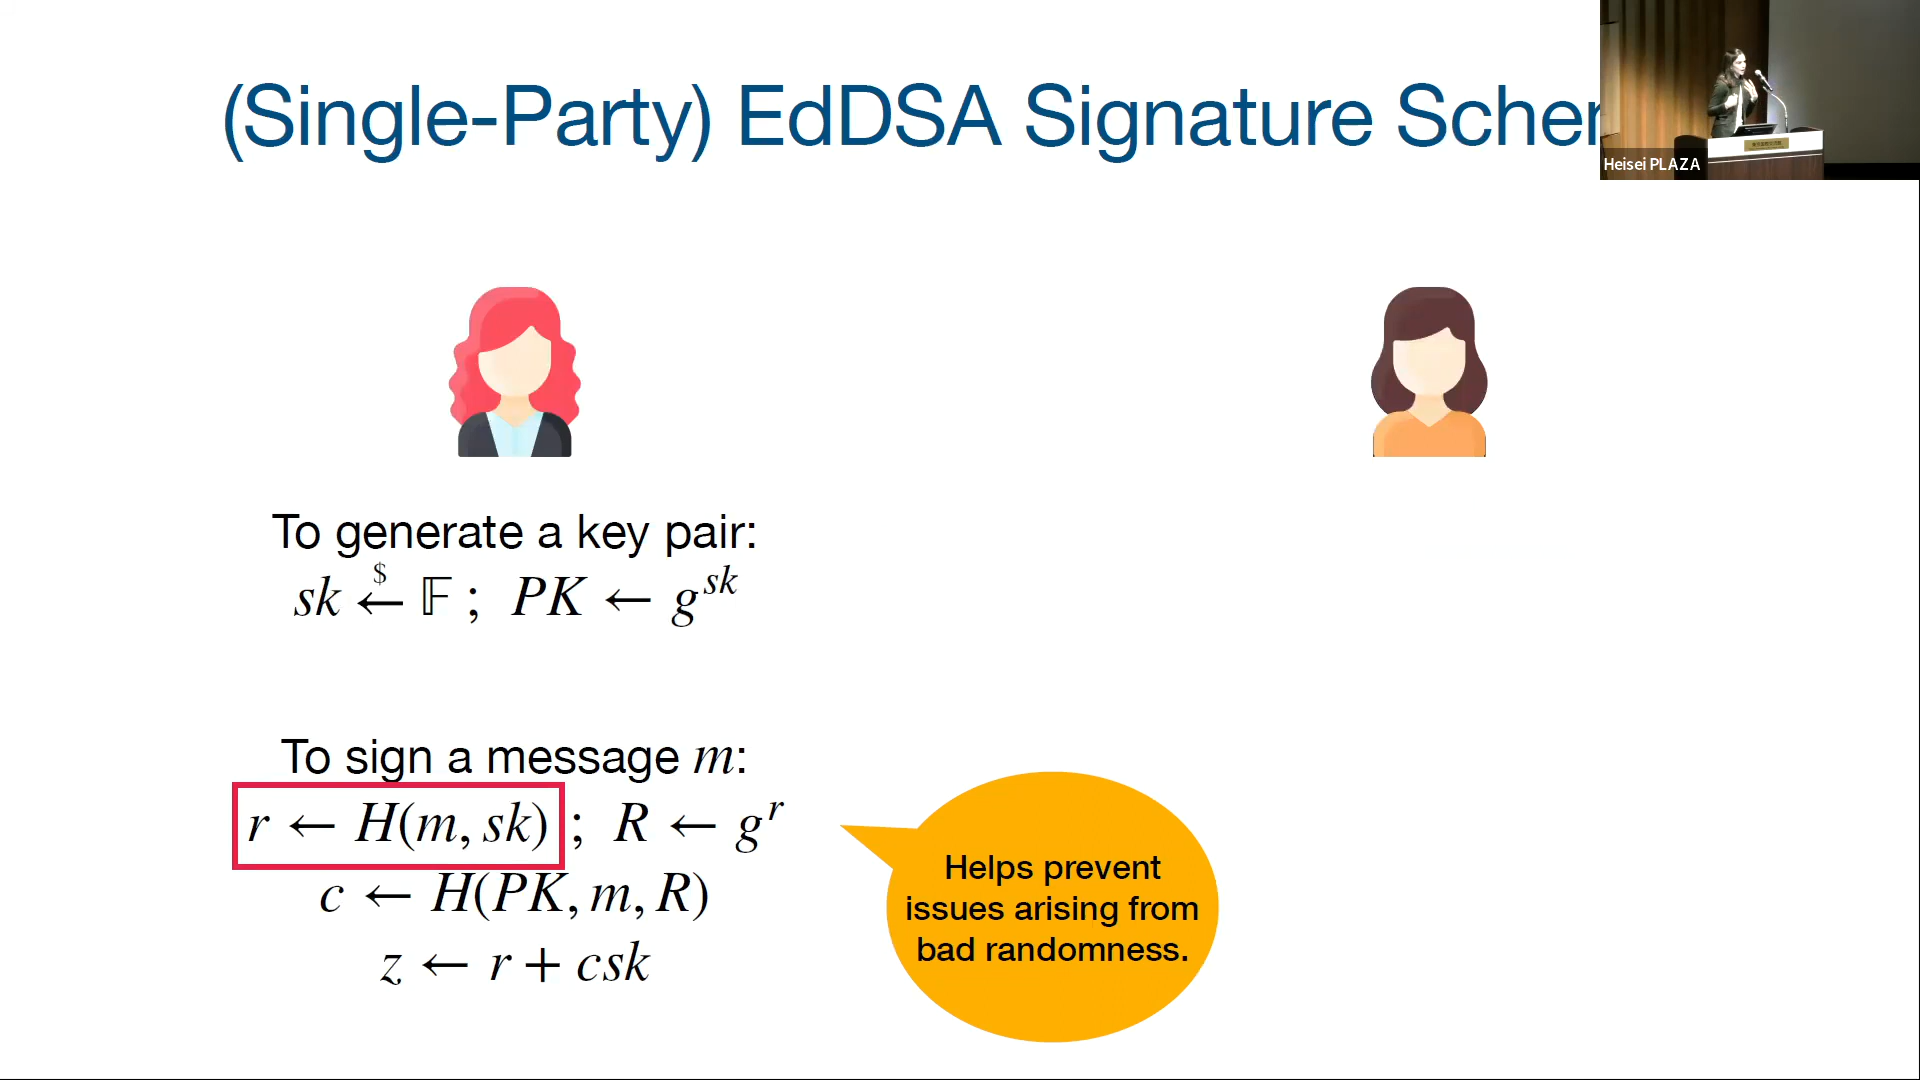 (Single-Party) EdDSA Signature Schem
Heisei PLAZA
To generate a key pair:
sk ←$ 𝔽 ; PK ← g^sk
To sign a message m:
r ← H(m, sk) ; R ← g^r
c ← H(PK, m, R)
z ← r + csk
Helps prevent
issues arising from
bad randomness.